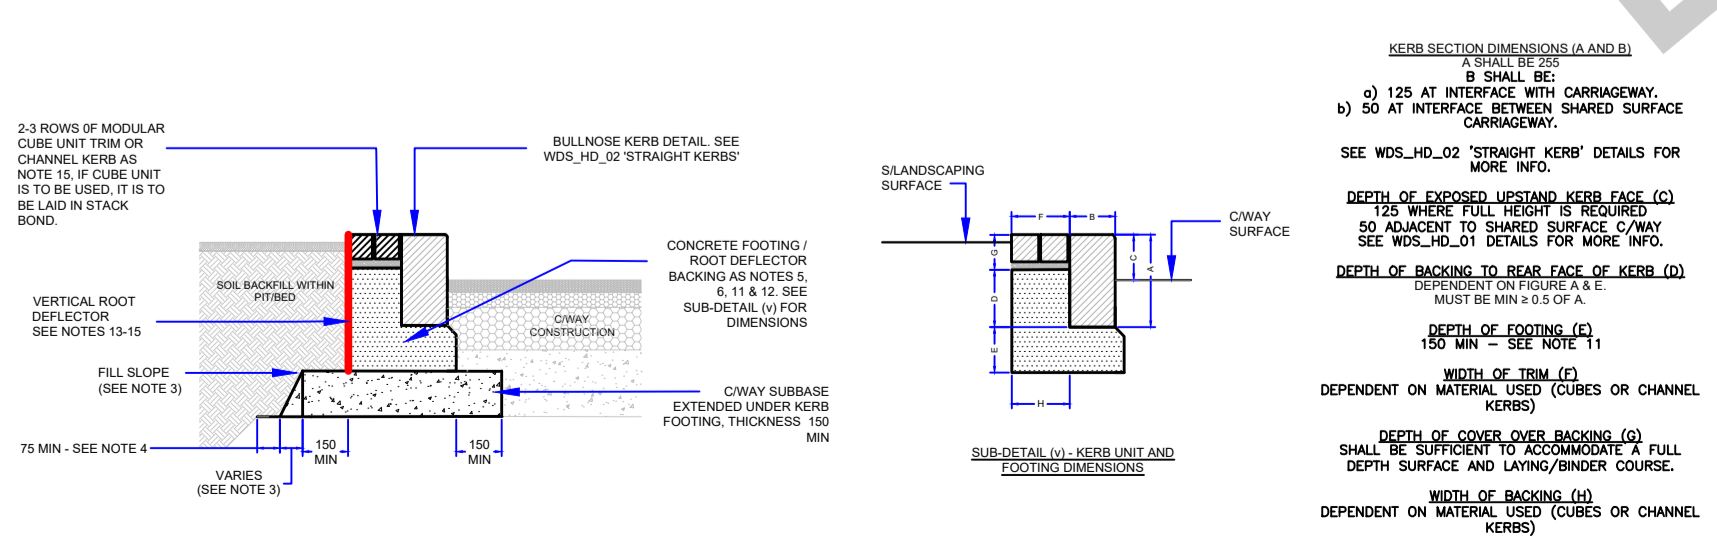 2-3 ROWS 0F MODULAR
CUBE UNIT TRIM OR
CHANNEL KERB AS
NOTE 15, IF CUBE UNIT
IS TO BE USED, IT IS TO
BE LAID IN STACK
BOND.
BULLNOSE KERB DETAIL. SEE
WDS_HD_02 'STRAIGHT KERBS'
CONCRETE FOOTING /
ROOT DEFLECTOR
BACKING AS NOTES 5,
6, 11 & 12. SEE
SUB-DETAIL (v) FOR
DIMENSIONS
SOIL BACKFILL WITHIN
PIT/BED
VERTICAL ROOT
DEFLECTOR
SEE NOTES 13-15
C/WAY
CONSTRUCTION
FILL SLOPE
(SEE NOTE 3)
C/WAY SUBBASE
EXTENDED UNDER KERB
FOOTING, THICKNESS 150
MIN
75 MIN - SEE NOTE 4
150
MIN
150
MIN
VARIES
(SEE NOTE 3)
S/LANDSCAPING
SURFACE
C/WAY
SURFACE
F
B
G
C
A
D
E
H
SUB-DETAIL (v) - KERB UNIT AND
FOOTING DIMENSIONS
KERB SECTION DIMENSIONS (A AND B)
A SHALL BE 255
B SHALL BE:
a) 125 AT INTERFACE WITH CARRIAGEWAY.
b) 50 AT INTERFACE BETWEEN SHARED SURFACE
CARRIAGEWAY.
SEE WDS_HD_02 'STRAIGHT KERB' DETAILS FOR
MORE INFO.
DEPTH OF EXPOSED UPSTAND KERB FACE (C)
125 WHERE FULL HEIGHT IS REQUIRED
50 ADJACENT TO SHARED SURFACE C/WAY
SEE WDS_HD_01 DETAILS FOR MORE INFO.
DEPTH OF BACKING TO REAR FACE OF KERB (D)
DEPENDENT ON FIGURE A & E.
MUST BE MIN ≥ 0.5 OF A.
DEPTH OF FOOTING (E)
150 MIN – SEE NOTE 11
WIDTH OF TRIM (F)
DEPENDENT ON MATERIAL USED (CUBES OR CHANNEL
KERBS)
DEPTH OF COVER OVER BACKING (G)
SHALL BE SUFFICIENT TO ACCOMMODATE A FULL
DEPTH SURFACE AND LAYING/BINDER COURSE.
WIDTH OF BACKING (H)
DEPENDENT ON MATERIAL USED (CUBES OR CHANNEL
KERBS)